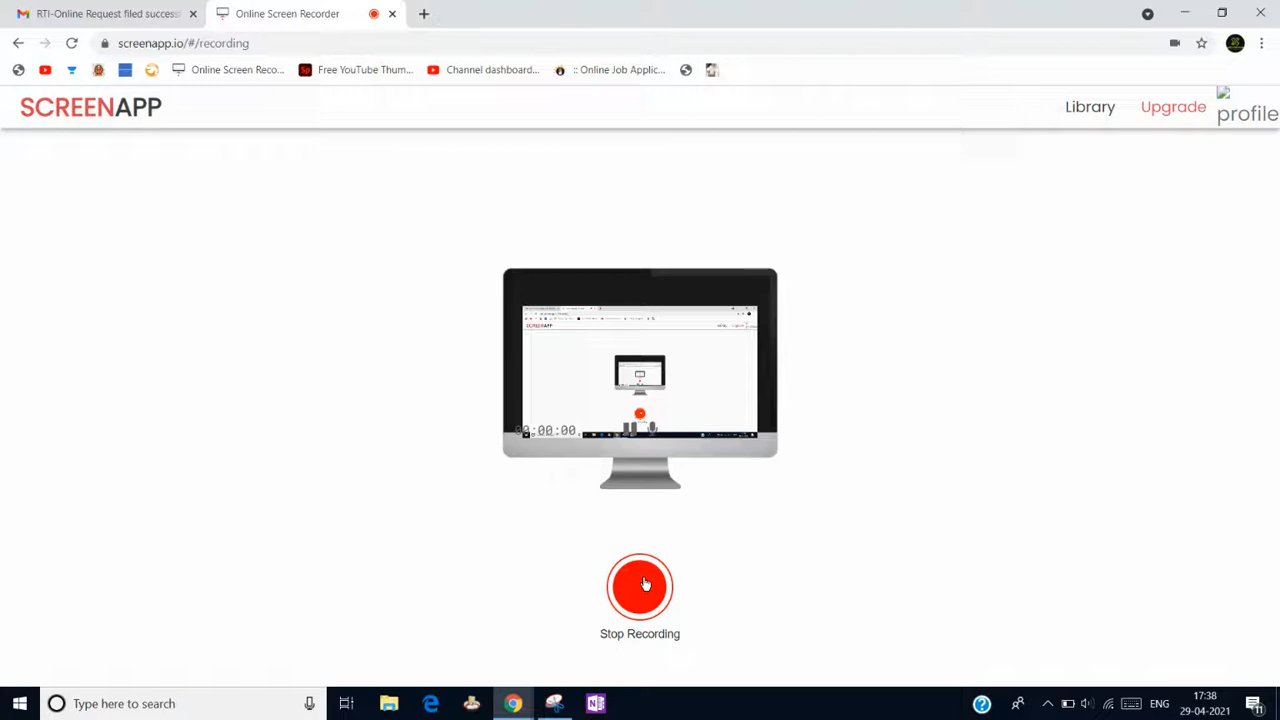 RTI-Online Request filed successf
Online Screen Recorder
screenapp.io/#/recording
Online Screen Reco...
Free YouTube Thum...
Channel dashboard...
:: Online Job Applic...
SCREENAPP
Library
Upgrade
profile
00:00:00
Stop Recording
Type here to search
ENG
17:38
29-04-2021
11